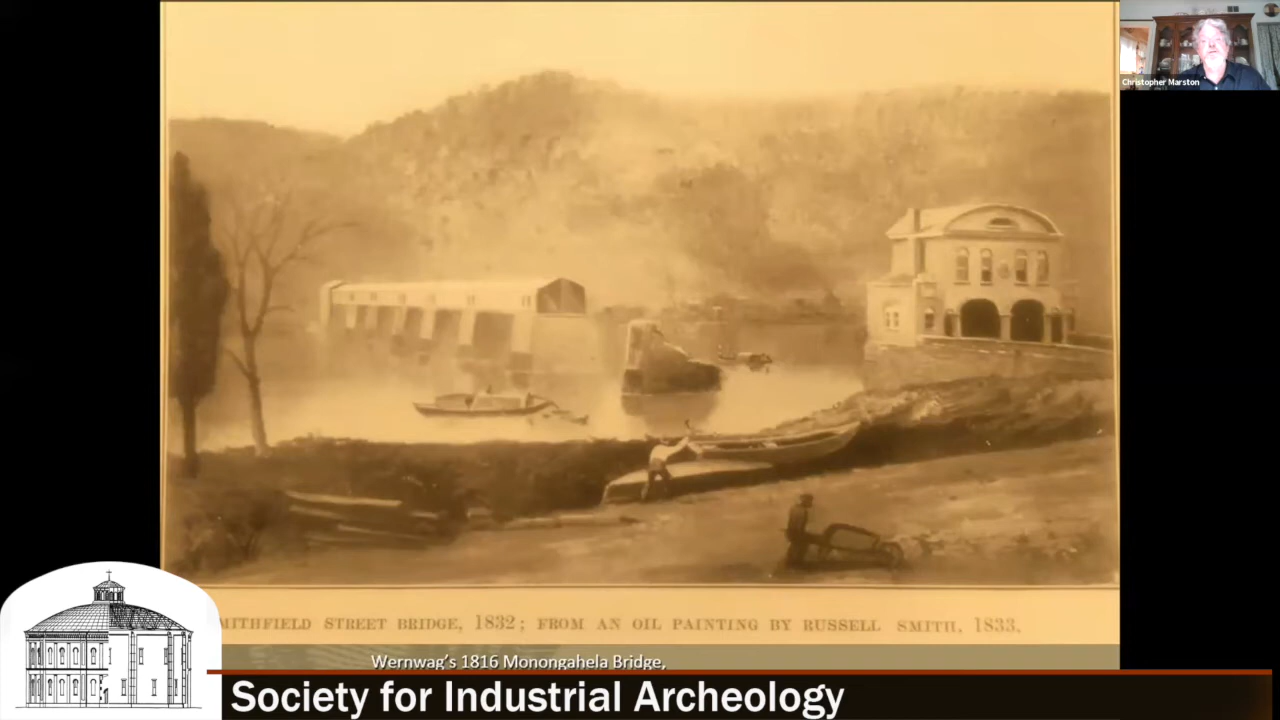 Christopher Marston
MITHFIELD STREET BRIDGE, 1832; FROM AN OIL PAINTING BY RUSSELL SMITH, 1833.
Wernwag's 1816 Monongahela Bridge,
Society for Industrial Archeology